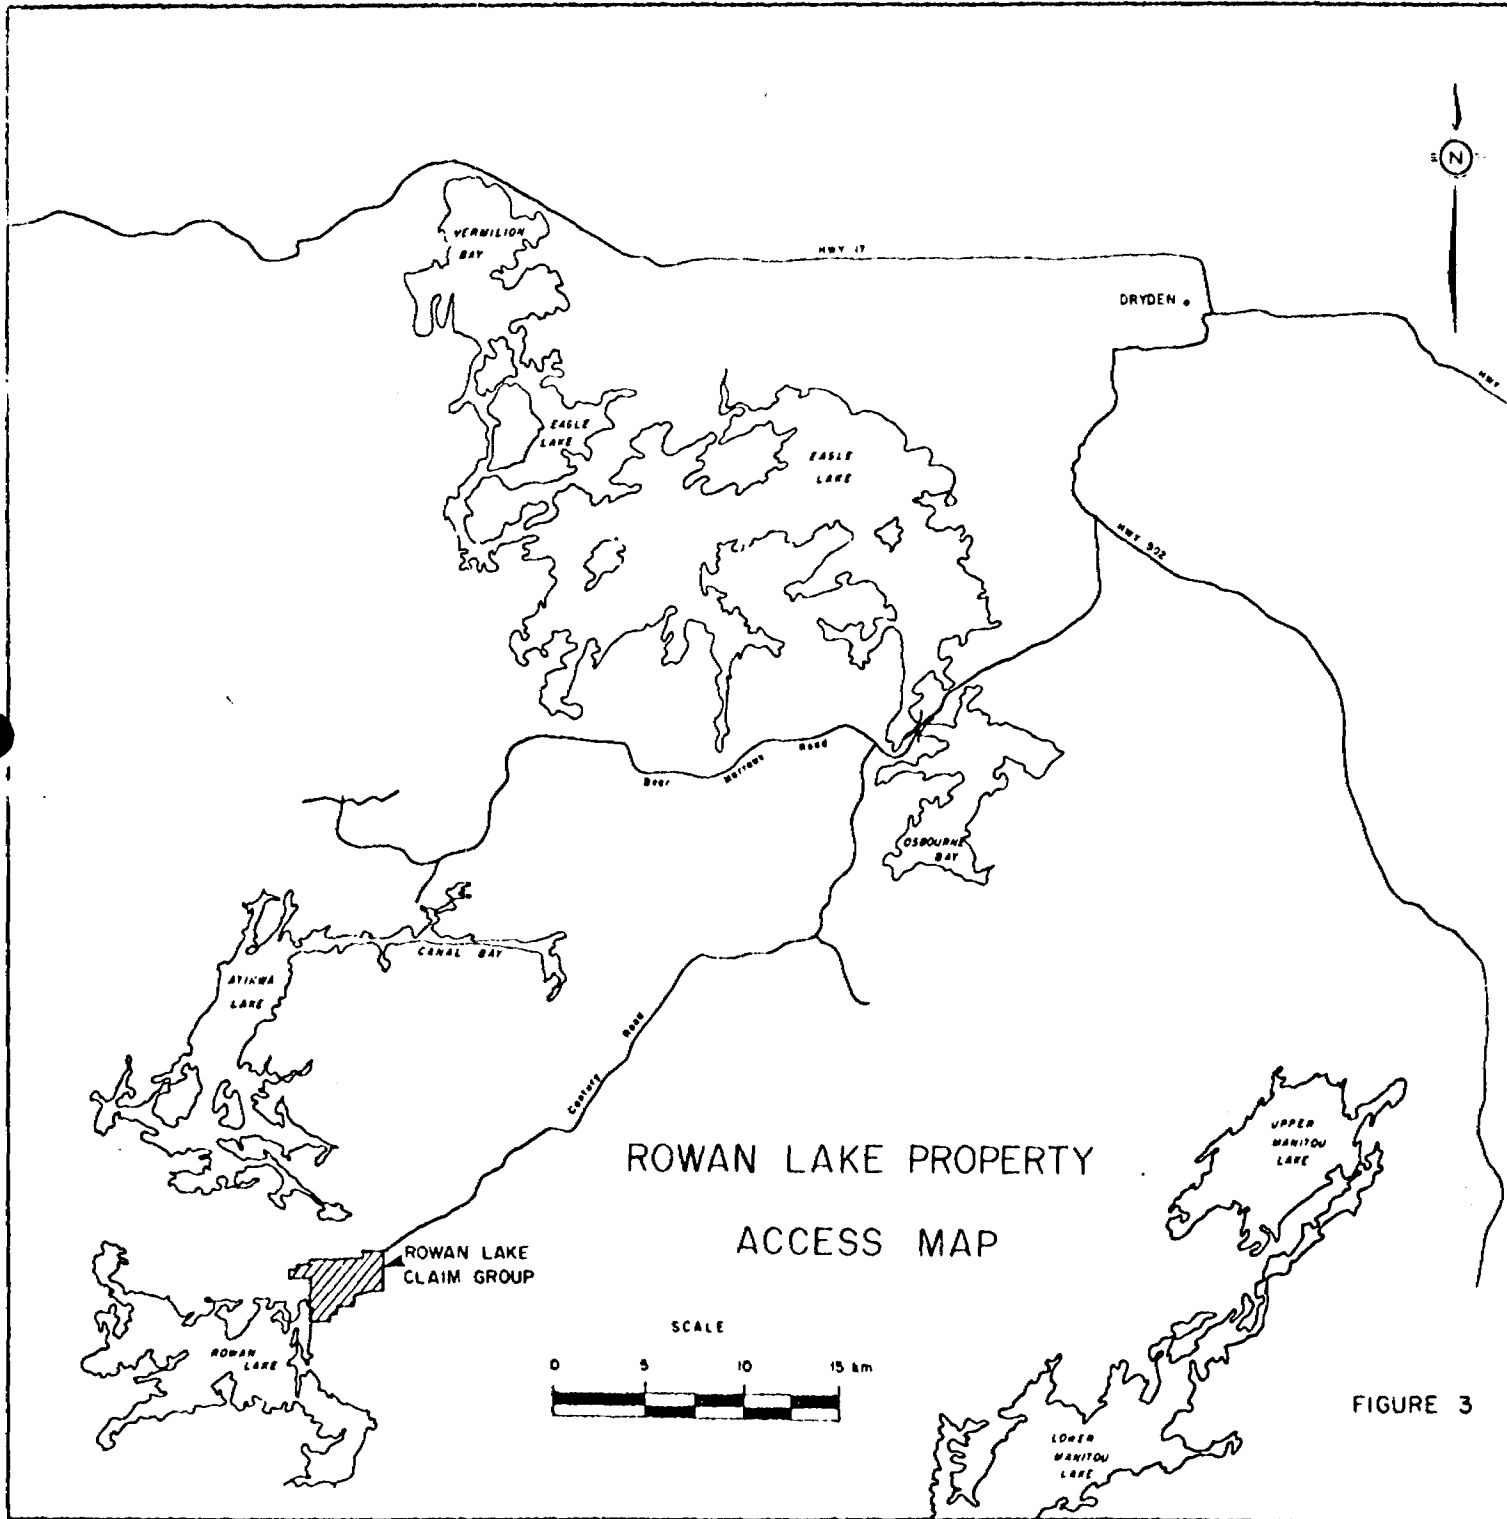 N
VERMILION
BAY
HWY 17
DRYDEN
HWY
EAGLE
LAKE
EAGLE
LAKE
HWY 502
Road
Narrows
OSBOURNE
BAY
CANAL BAY
LAKE
Road
Century
UPPER
MANITOU
LAKE
ROWAN LAKE PROPERTY
ACCESS MAP
ROWAN LAKE
CLAIM GROUP
SCALE
ROWAN
LAKE
0 5 10 15 km
FIGURE 3
LOWER
MANITOU
LAKE